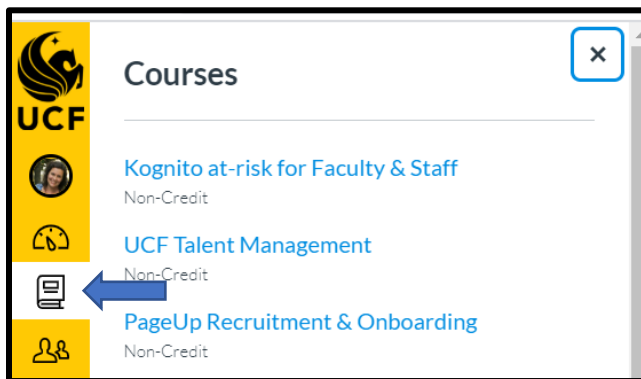 UCF
Courses
Kognito at-risk for Faculty & Staff
Non-Credit
UCF Talent Management
Non-Credit
PageUp Recruitment & Onboarding
Non-Credit